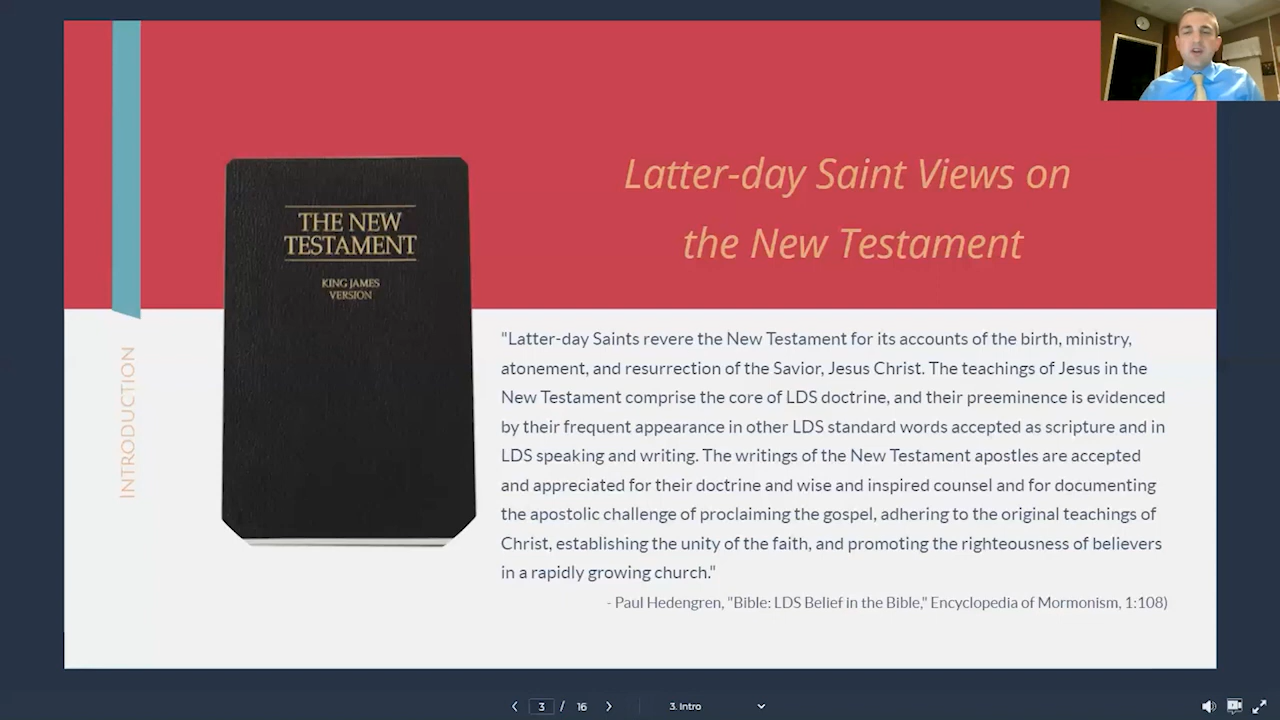 Latter-day Saint Views on
the New Testament
THE NEW
TESTAMENT
KING JAMES
VERSION
INTRODUCTION
"Latter-day Saints revere the New Testament for its accounts of the birth, ministry,
atonement, and resurrection of the Savior, Jesus Christ. The teachings of Jesus in the
New Testament comprise the core of LDS doctrine, and their preeminence is evidenced
by their frequent appearance in other LDS standard words accepted as scripture and in
LDS speaking and writing. The writings of the New Testament apostles are accepted
and appreciated for their doctrine and wise and inspired counsel and for documenting
the apostolic challenge of proclaiming the gospel, adhering to the original teachings of
Christ, establishing the unity of the faith, and promoting the righteousness of believers
in a rapidly growing church."
- Paul Hedengren, "Bible: LDS Belief in the Bible," Encyclopedia of Mormonism, 1:108)
3 / 16
3. Intro